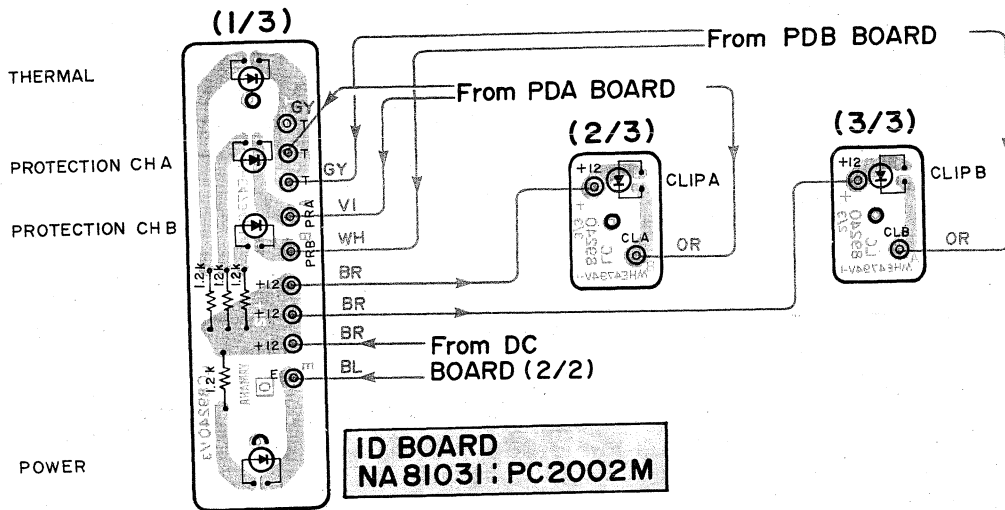 (1/3)
From PDB BOARD
THERMAL
From PDA BOARD
GY
T
(2/3)
(3/3)
T
PROTECTION CH A
T
GY
+12
CLIP A
+12
CLIP B
PRA
VI
PROTECTION CH B
PRB
WH
CLA
OR
CLB
OR
1.2k
1.2k
1.2k
+12
BR
+12
BR
+12
BR
From DC
BOARD (2/2)
1.2k
E
BL
ID BOARD
NA81031 : PC2002M
POWER